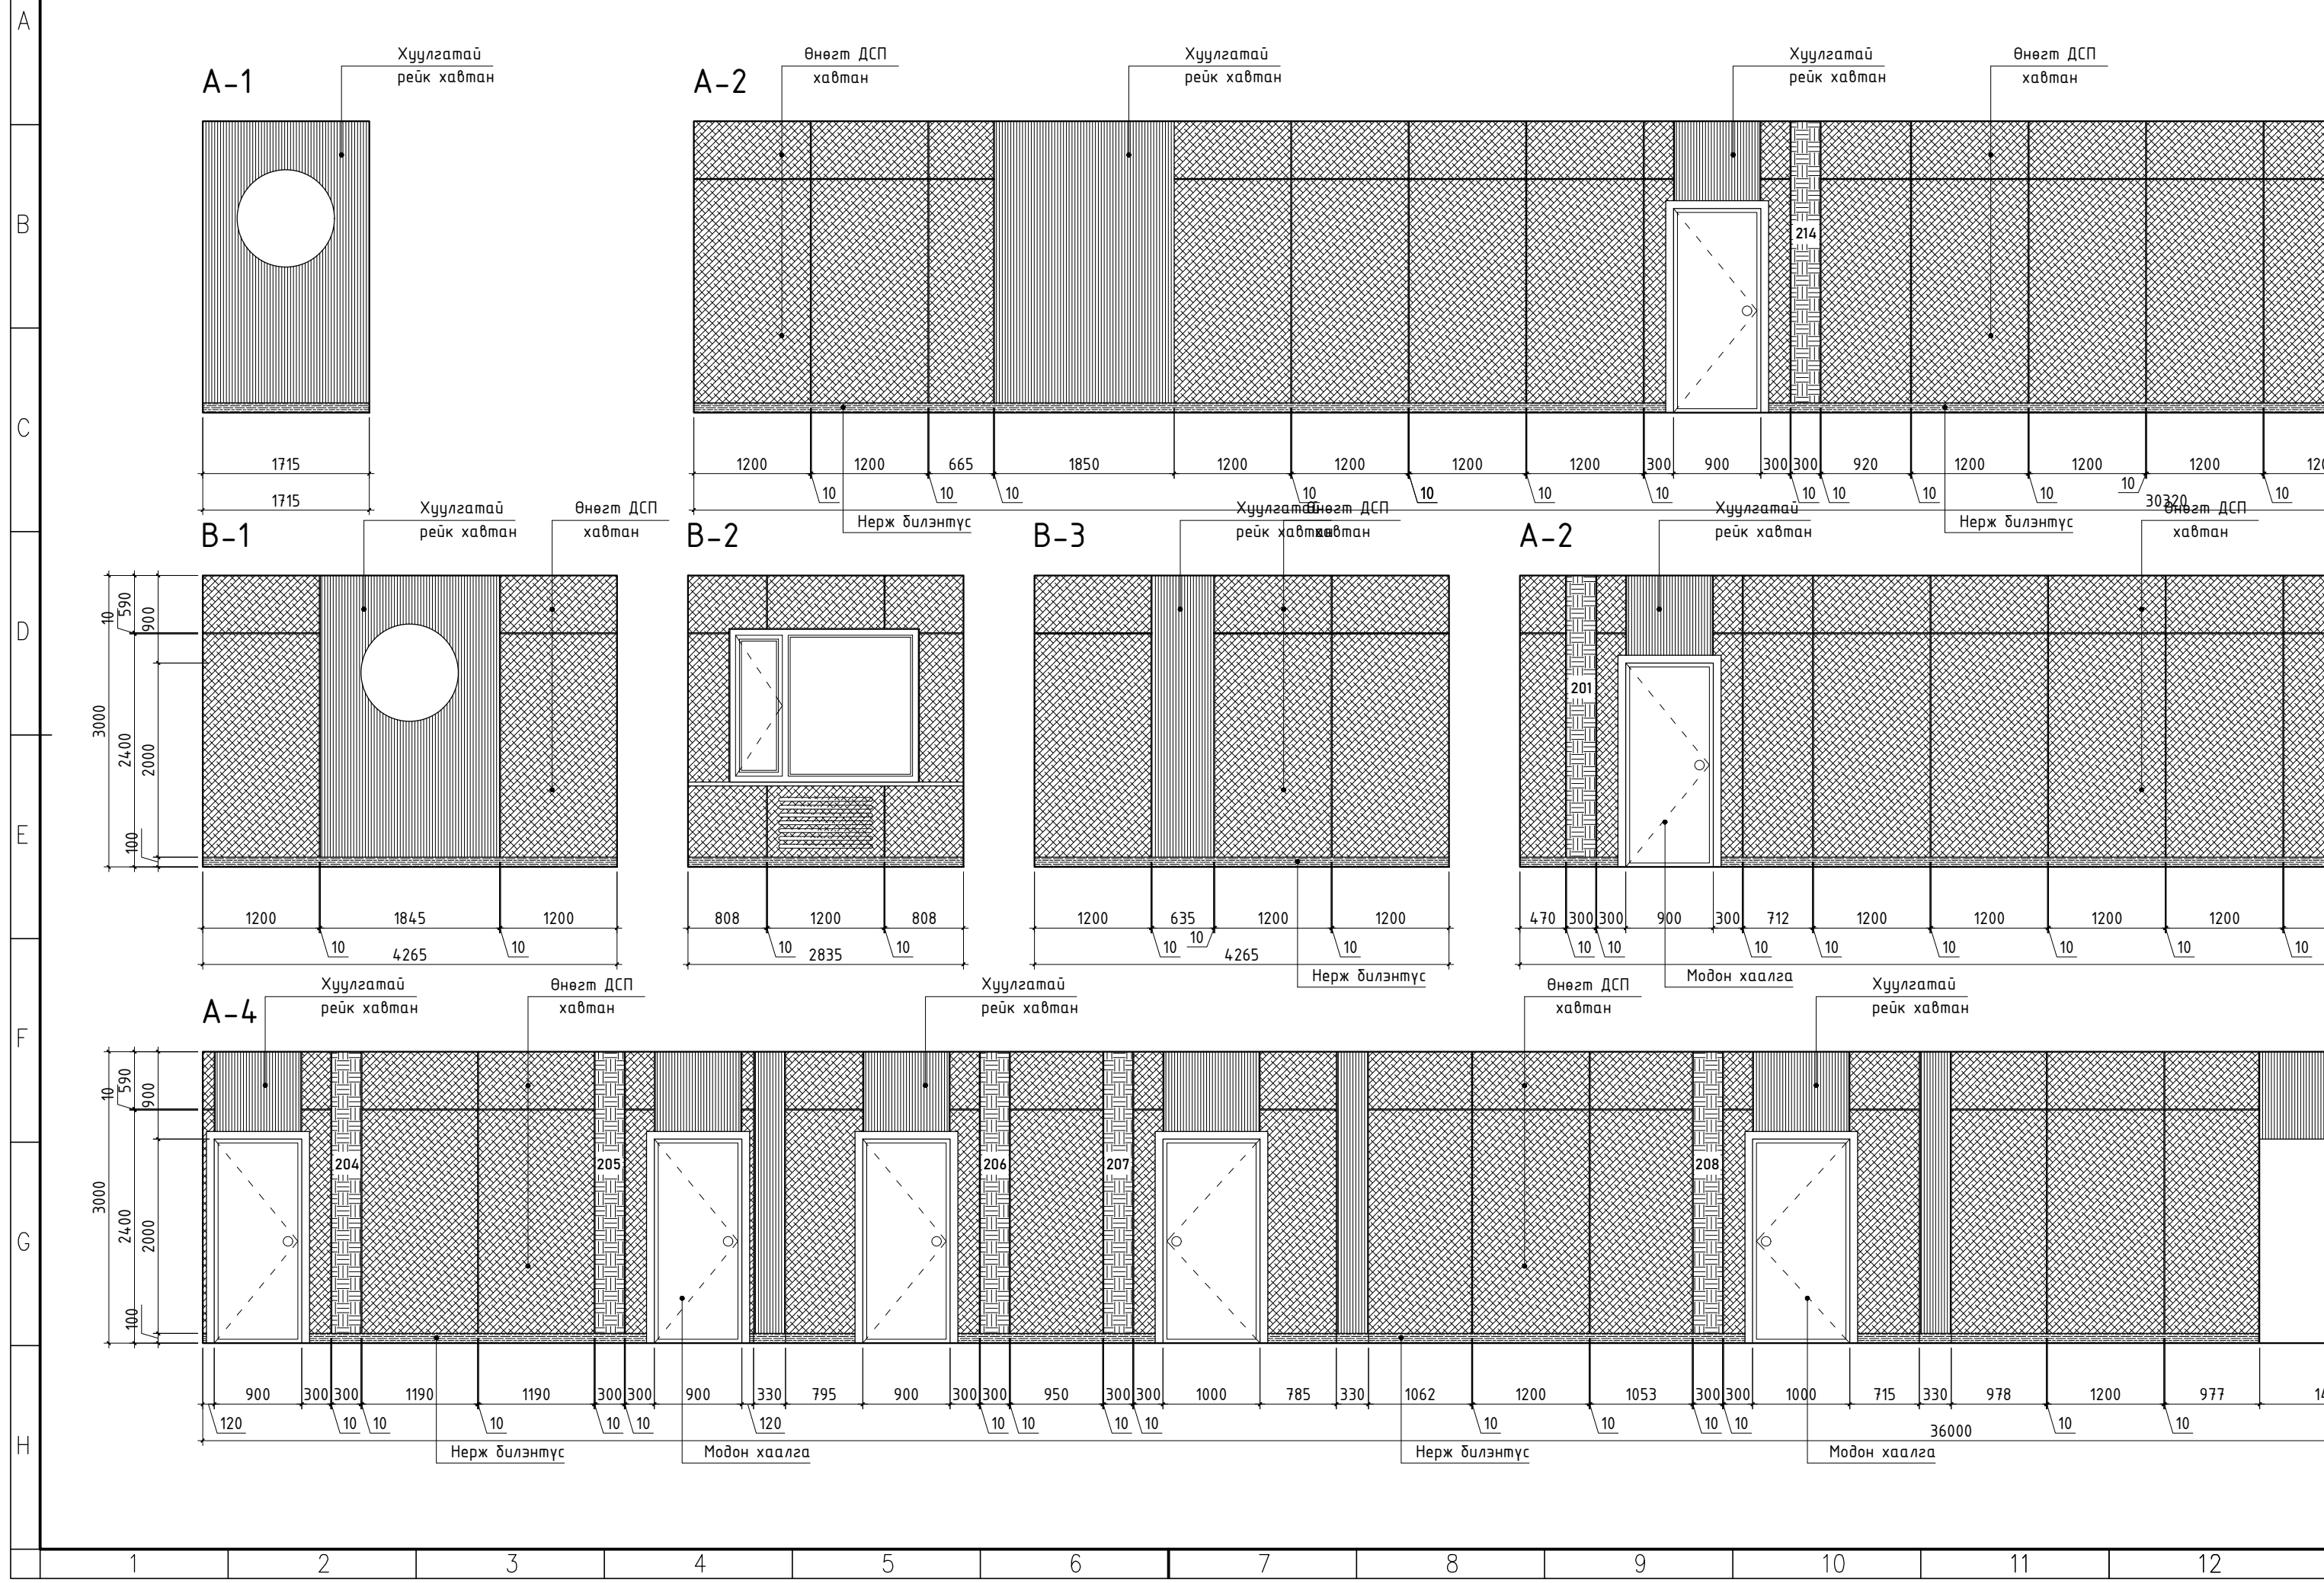 A
Хуулгатай
рейк хавтан
A-1
Өнөгт ДСП
хавтан
A-2
Хуулгатай
рейк хавтан
Хуулгатай
рейк хавтан
Өнөгт ДСП
хавтан
B
214
C
1715
1715
1200 1200 665 1850 1200 1200 1200 1200 300 900 300 300 920 1200 1200 1200
10 10 10 10 10 10 10 10 10 10 10 10 10
30320
Нерж билэнтүс
Нерж билэнтүс
B-1
Хуулгатай
рейк хавтан
Өнөгт ДСП
хавтан
B-2
B-3
Хуулгатай
рейк хавтан
Өнөгт ДСП
хавтан
A-2
Хуулгатай
рейк хавтан
Өнөгт ДСП
хавтан
D
10 590 900
3000 2400 2000
100
201
E
1200 1845 1200
10 10
4265
808 1200 808
10 10
2835
1200 635 1200 1200
10 10 10
4265
Нерж билэнтүс
470 300 300 900 300 712 1200 1200 1200 1200
10 10 10 10 10 10 10 10
Модон хаалга
F
A-4
Хуулгатай
рейк хавтан
Өнөгт ДСП
хавтан
Хуулгатай
рейк хавтан
Өнөгт ДСП
хавтан
Хуулгатай
рейк хавтан
10 590 900
3000 2400 2000
100
204 205 206 207 208
G
900 300 300 1190 1190 300 300 900 330 795 900 300 300 950 300 300 1000 785 330 1062 1200 1053 300 300 1000 715 330 978 1200 977
120 10 10 10 10 10 120 10 10 10 10 10 10 10 10 10 10
36000
H
Нерж билэнтүс
Модон хаалга
Нерж билэнтүс
Модон хаалга
1 2 3 4 5 6 7 8 9 10 11 12